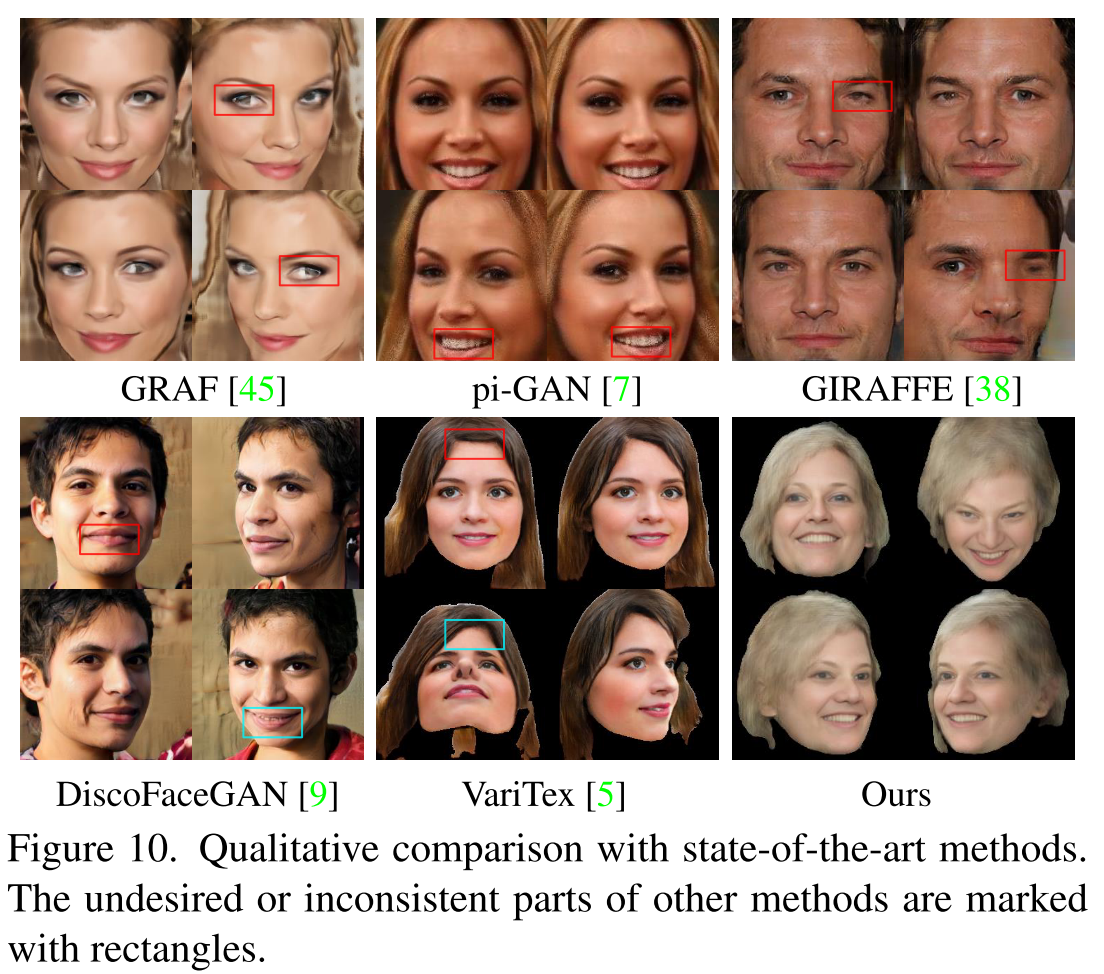 GRAF [45]
pi-GAN [7]
GIRAFFE [38]
DiscoFaceGAN [9]
VariTex [5]
Ours
Figure 10. Qualitative comparison with state-of-the-art methods.
The undesired or inconsistent parts of other methods are marked
with rectangles.